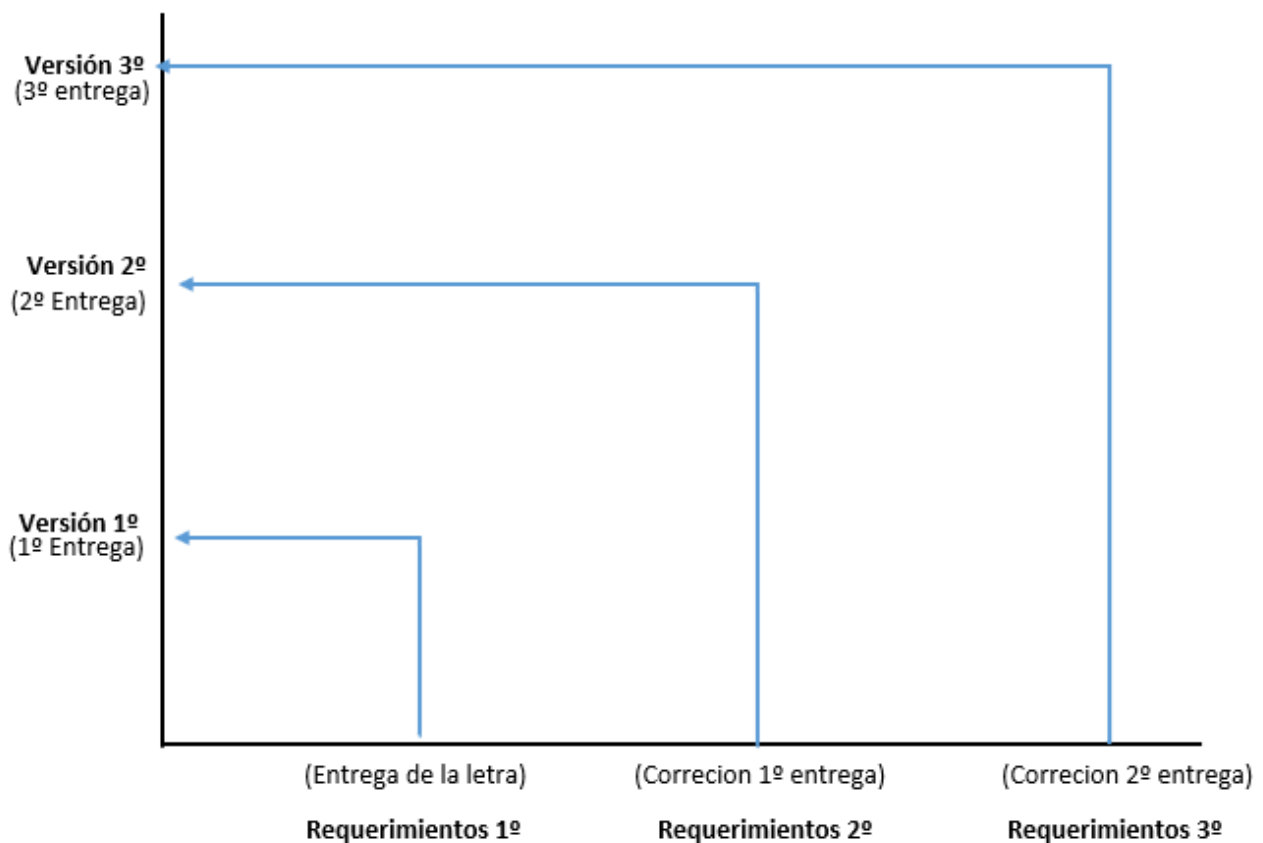 Versión 3º
(3º entrega)
Versión 2º
(2º Entrega)
Versión 1º
(1º Entrega)
(Entrega de la letra)
(Correcion 1º entrega)
(Correcion 2º entrega)
Requerimientos 1º
Requerimientos 2º
Requerimientos 3º